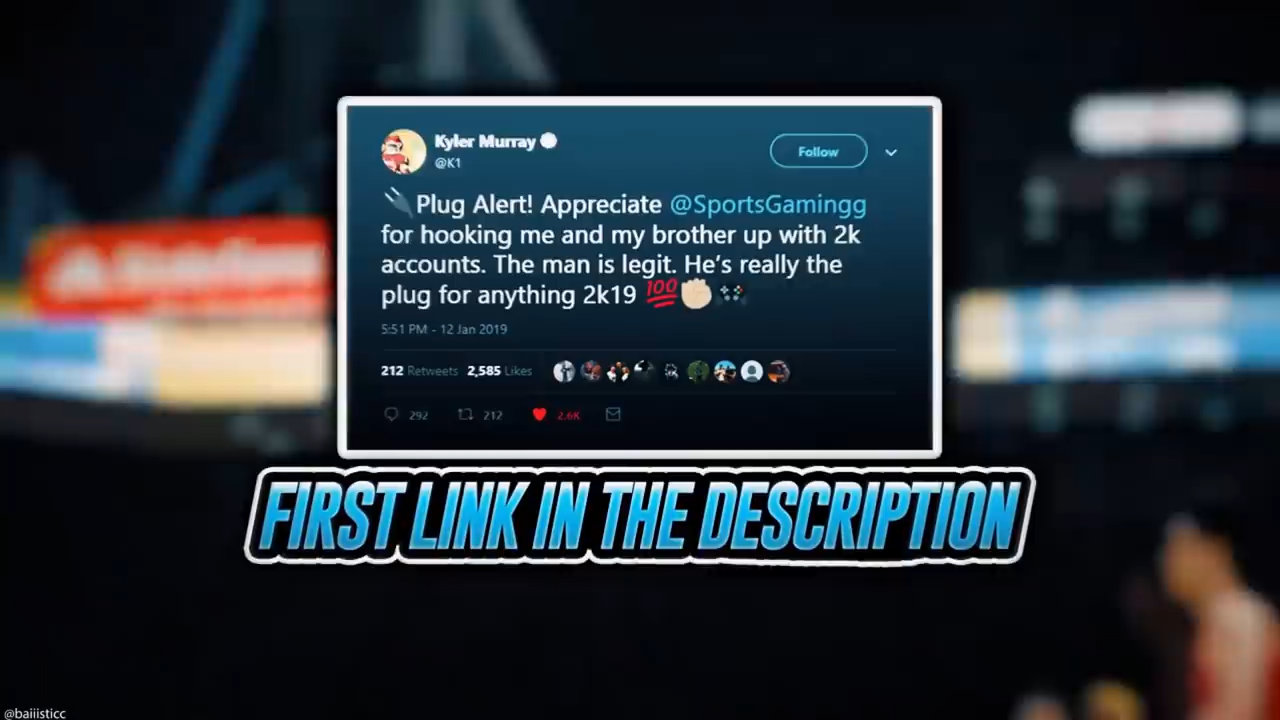 Kyler Murray
@K1
Follow
Plug Alert! Appreciate @SportsGamingg
for hooking me and my brother up with 2k
accounts. The man is legit. He's really the
plug for anything 2k19 💯✊🏻🎮
5:51 PM - 12 Jan 2019
212 Retweets 2,585 Likes
292 212 2.6K
FIRST LINK IN THE DESCRIPTION
@baiiisticc